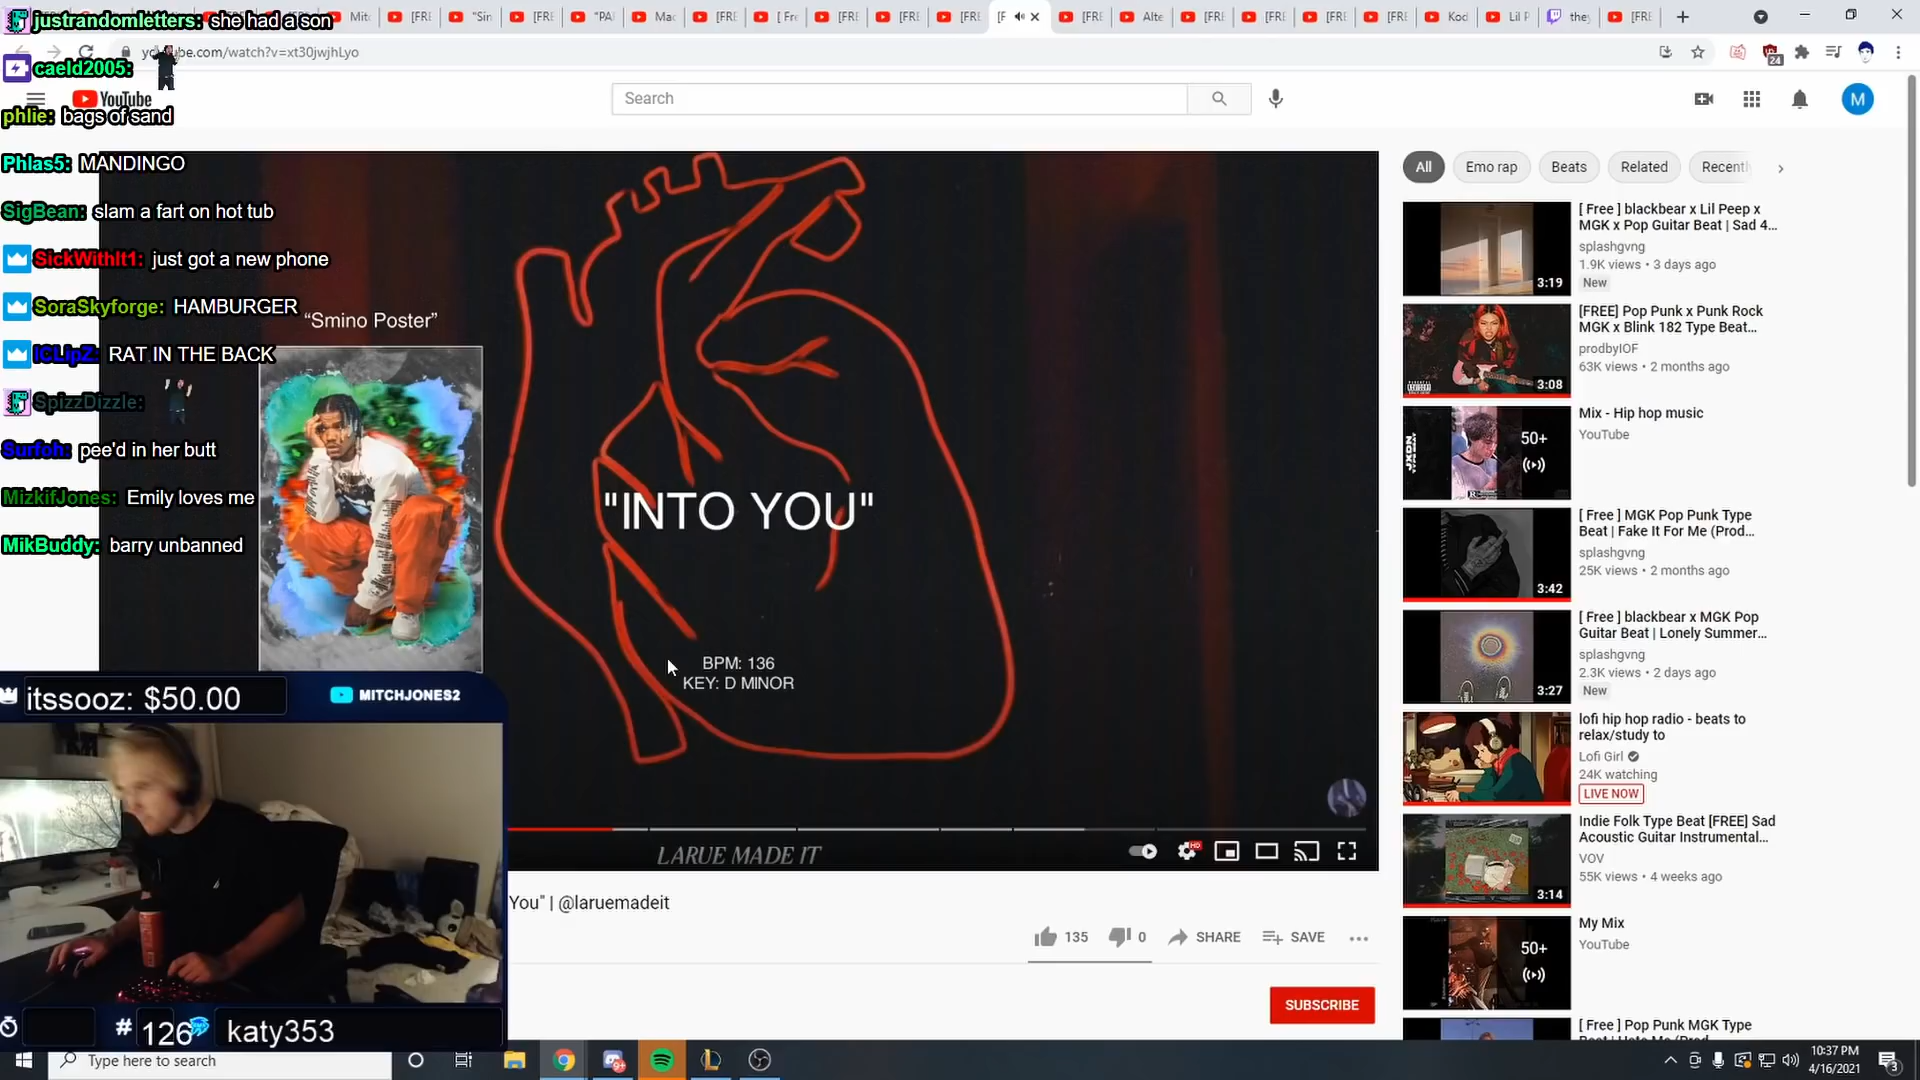 justrandomletters: she had a son
caeld2005:
phlie: bags of sand
Phlas5: MANDINGO
SigBean: slam a fart on hot tub
SickWithIt1: just got a new phone
SoraSkyforge: HAMBURGER
ICLipZ: RAT IN THE BACK
SpizzDizzle:
Surfoh: pee'd in her butt
MizkifJones: Emily loves me
MikBuddy: barry unbanned
youtube.com/watch?v=xt30jwjhLyo
24
YouTube
Search
M
"Smino Poster"
"INTO YOU"
BPM: 136
KEY: D MINOR
LARUE MADE IT
HD
You" | @laruemadeit
135
0
SHARE
SAVE
SUBSCRIBE
itssooz: $50.00
MITCHJONES2
# 126
katy353
All
Emo rap
Beats
Related
[ Free ] blackbear x Lil Peep x
MGK x Pop Guitar Beat | Sad 4...
splashgvng
1.9K views • 3 days ago
New
3:19
[FREE] Pop Punk x Punk Rock
MGK x Blink 182 Type Beat...
prodbyIOF
63K views • 2 months ago
3:08
Mix - Hip hop music
YouTube
50+
[ Free ] MGK Pop Punk Type
Beat | Fake It For Me (Prod...
splashgvng
25K views • 2 months ago
3:42
[ Free ] blackbear x MGK Pop
Guitar Beat | Lonely Summer...
splashgvng
2.3K views • 2 days ago
New
3:27
lofi hip hop radio - beats to
relax/study to
Lofi Girl
24K watching
LIVE NOW
Indie Folk Type Beat [FREE] Sad
Acoustic Guitar Instrumental...
VOV
55K views • 4 weeks ago
3:14
My Mix
YouTube
50+
[ Free ] Pop Punk MGK Type
Type here to search
10:37 PM
4/16/2021
3